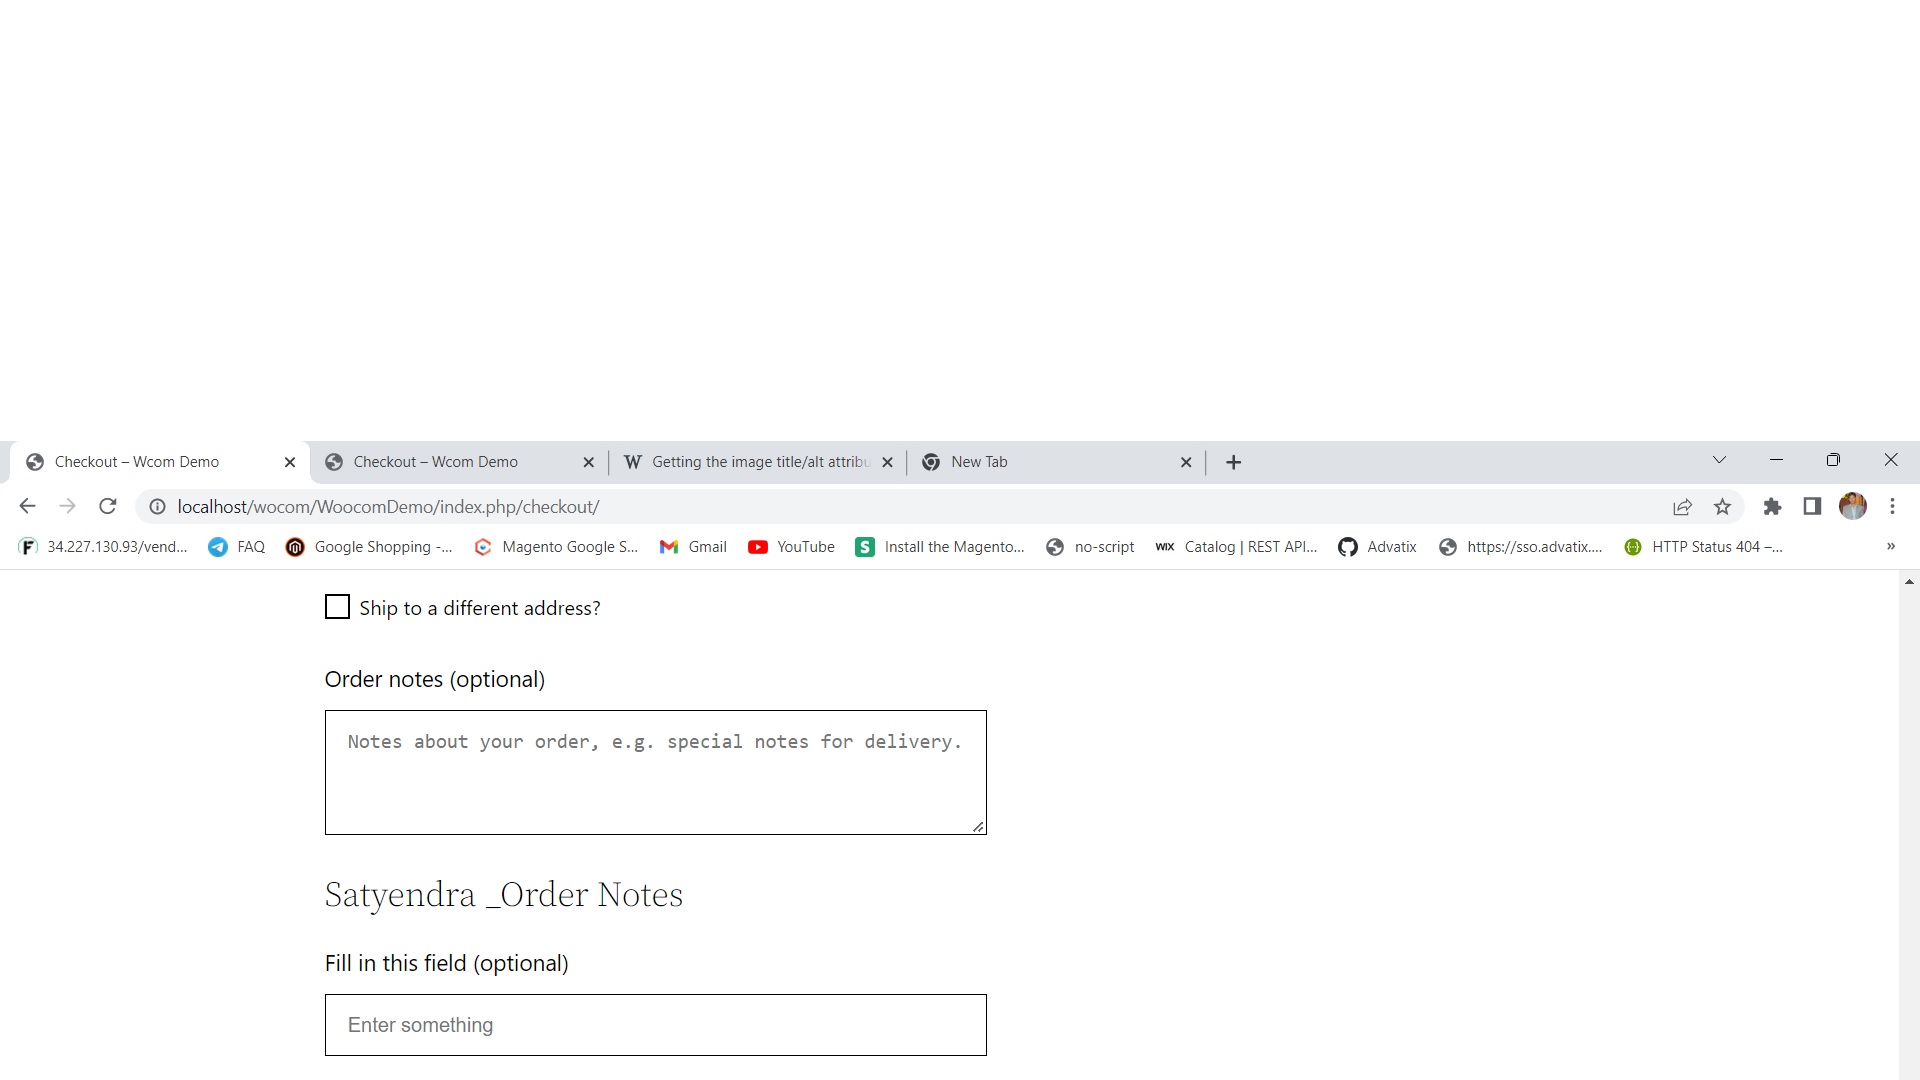 Checkout – Wcom Demo
Checkout – Wcom Demo
Getting the image title/alt attribu
New Tab
localhost/wocom/WoocomDemo/index.php/checkout/
34.227.130.93/vend...
FAQ
Google Shopping -...
Magento Google S...
Gmail
YouTube
Install the Magento...
no-script
WIX Catalog | REST API...
Advatix
https://sso.advatix....
HTTP Status 404 –...
»
Ship to a different address?
Order notes (optional)
Notes about your order, e.g. special notes for delivery.
Satyendra _Order Notes
Fill in this field (optional)
Enter something